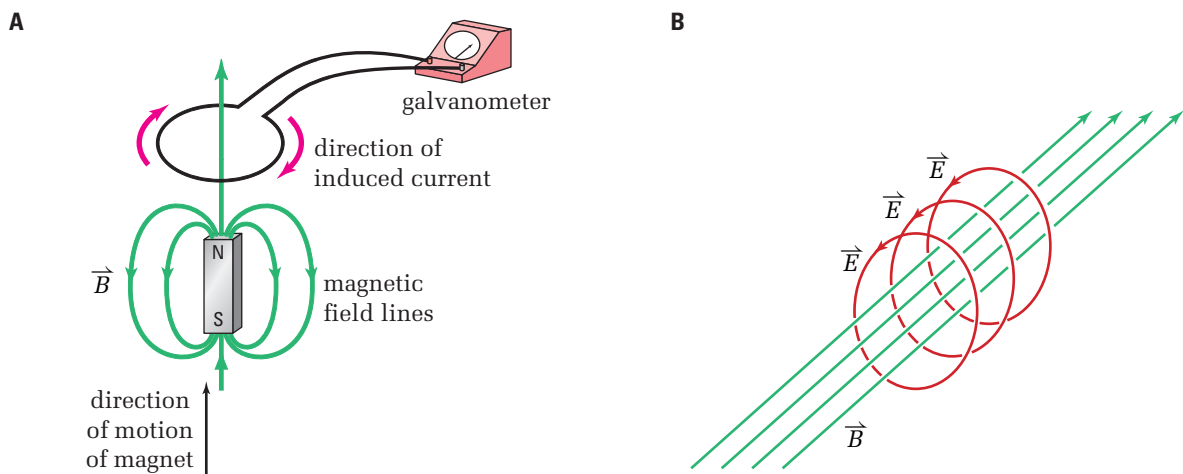 A
galvanometer
direction of
induced current
N
B
magnetic
field lines
S
direction
of motion
of magnet
B
E
E
E
B